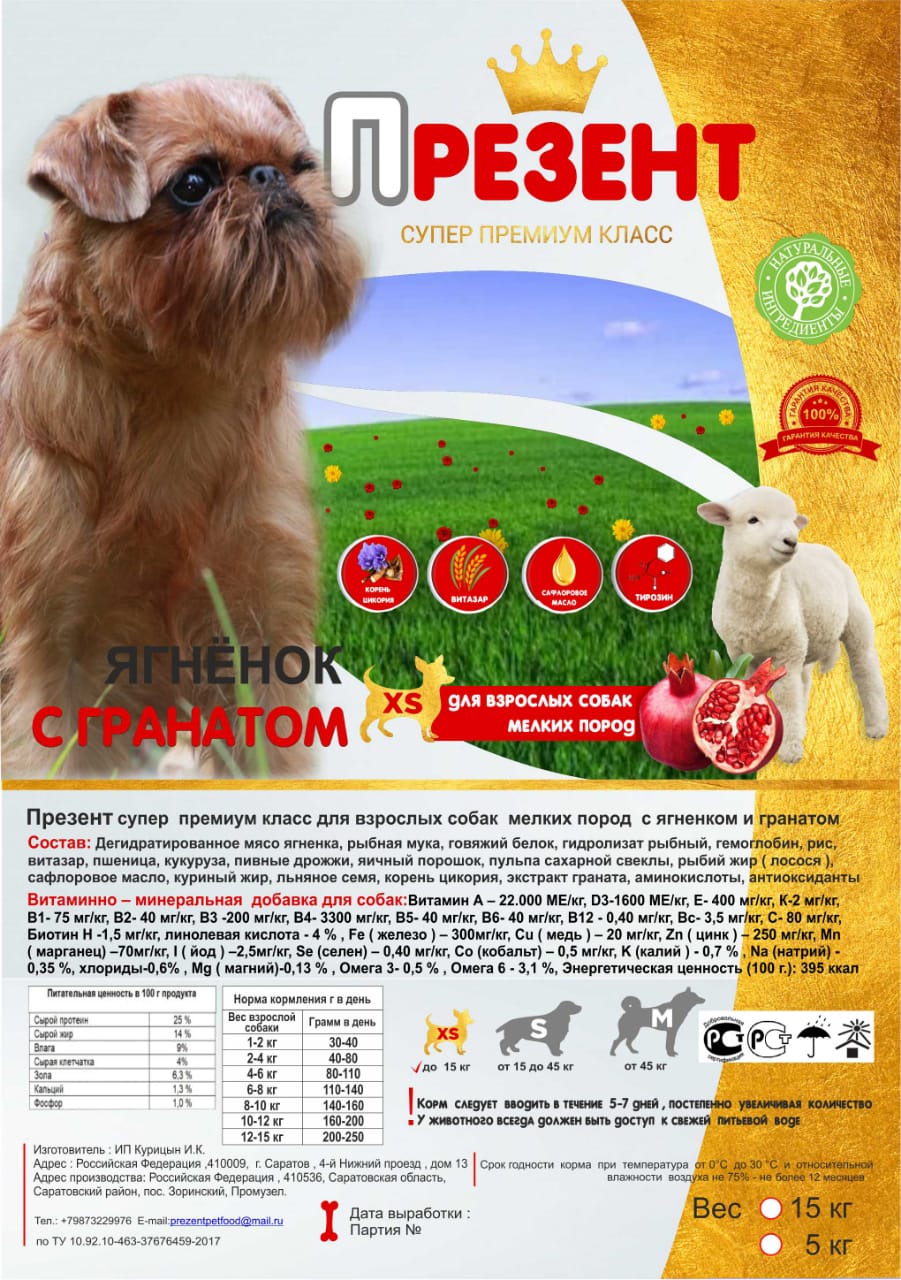 ПРЕЗЕНТ
СУПЕР ПРЕМИУМ КЛАСС
НАТУРАЛЬНЫЕ
ИНГРЕДИЕНТЫ
ГАРАНТИЯ КАЧЕСТВА
100%
ГАРАНТИЯ КАЧЕСТВА
КОРЕНЬ
ЦИКОРИЯ
ВИТАЗАР
САФЛОРОВОЕ
МАСЛО
ТИРОЗИН
ЯГНЁНОК
С ГРАНАТОМ
XS
ДЛЯ ВЗРОСЛЫХ СОБАК
МЕЛКИХ ПОРОД
Презент супер премиум класс для взрослых собак мелких пород с ягненком и гранатом
Состав: Дегидратированное мясо ягненка, рыбная мука, говяжий белок, гидролизат рыбный, гемоглобин, рис,
витазар, пшеница, кукуруза, пивные дрожжи, яичный порошок, пульпа сахарной свеклы, рыбий жир ( лосося ),
сафлоровое масло, куриный жир, льняное семя, корень цикория, экстракт граната, аминокислоты, антиоксиданты
Витаминно – минеральная добавка для собак:Витамин А – 22.000 МЕ/кг, D3-1600 МЕ/кг, Е- 400 мг/кг, К-2 мг/кг,
В1- 75 мг/кг, В2- 40 мг/кг, В3 -200 мг/кг, В4- 3300 мг/кг, В5- 40 мг/кг, В6- 40 мг/кг, В12 - 0,40 мг/кг, Вс- 3,5 мг/кг, С- 80 мг/кг,
Биотин Н -1,5 мг/кг, линолевая кислота - 4 % , Fe ( железо ) – 300мг/кг, Cu ( медь ) – 20 мг/кг, Zn ( цинк ) – 250 мг/кг, Mn
( марганец) –70мг/кг, I ( йод ) –2,5мг/кг, Se (селен) – 0,40 мг/кг, Co (кобальт) – 0,5 мг/кг, К (калий ) - 0,7 % , Na (натрий) -
0,35 %, хлориды-0,6% , Mg ( магний)-0,13 % , Омега 3- 0,5 % , Омега 6 - 3,1 %, Энергетическая ценность (100 г.): 395 ккал
Питательная ценность в 100 г продукта
Сырой протеин 25 %
Сырой жир 14 %
Влага 9%
Сырая клетчатка 4%
Зола 6,3 %
Кальций 1,3 %
Фосфор 1,0 %
Норма кормления г в день
Вес взрослой собаки Грамм в день
1-2 кг 30-40
2-4 кг 40-80
4-6 кг 80-110
6-8 кг 110-140
8-10 кг 140-160
10-12 кг 160-200
12-15 кг 200-250
XS
S
M
до 15 кг
от 15 до 45 кг
от 45 кг
Добровольная
сертификация
! Корм следует вводить в течение 5-7 дней , постепенно увеличивая количество
У животного всегда должен быть доступ к свежей питьевой воде
Изготовитель : ИП Курицын И.К.
Адрес : Российская Федерация ,410009, г. Саратов , 4-й Нижний проезд , дом 13
Адрес производства: Российская Федерация , 410536, Саратовская область,
Саратовский район, пос. Зоринский, Промузел.
Срок годности корма при температура от 0°С до 30 °С и относительной
влажности воздуха не 75% - не более 12 месяцев
Тел.: +79873229976 E-mail:prezentpetfood@mail.ru
по ТУ 10.92.10-463-37676459-2017
Дата выработки :
Партия №
Вес 15 кг
5 кг